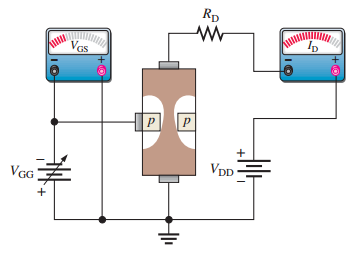 R_D
V_GS
I_D
− +
− +
p p
−
V_GG
+
+
V_DD
−